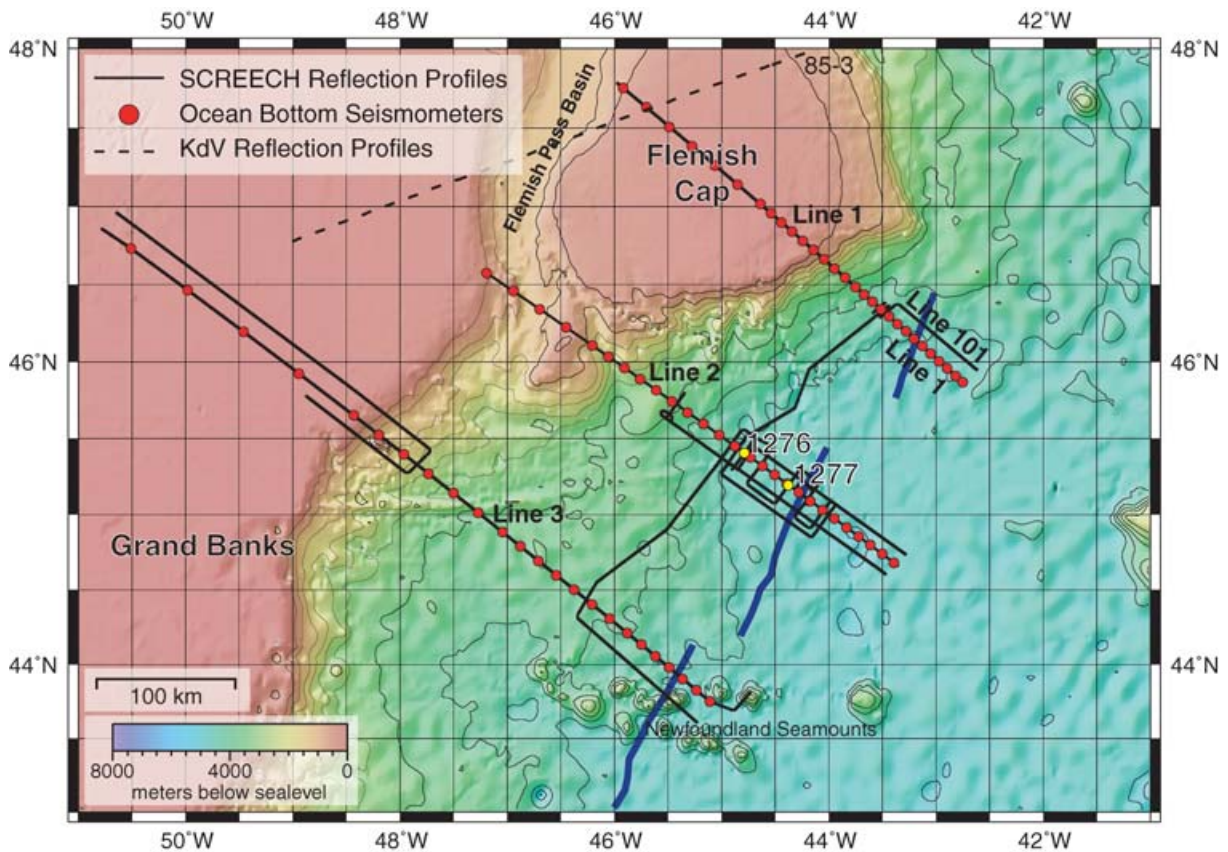 50°W 48°W 46°W 44°W 42°W
48°N 48°N
SCREECH Reflection Profiles
Ocean Bottom Seismometers
KdV Reflection Profiles
85-3
Flemish Pass Basin
Flemish
Cap
Line 1
Line 101
Line 1
46°N 46°N
Line 2
1276
1277
Line 3
Grand Banks
44°N 44°N
100 km
Newfoundland Seamounts
8000 4000 0
meters below sealevel
50°W 48°W 46°W 44°W 42°W